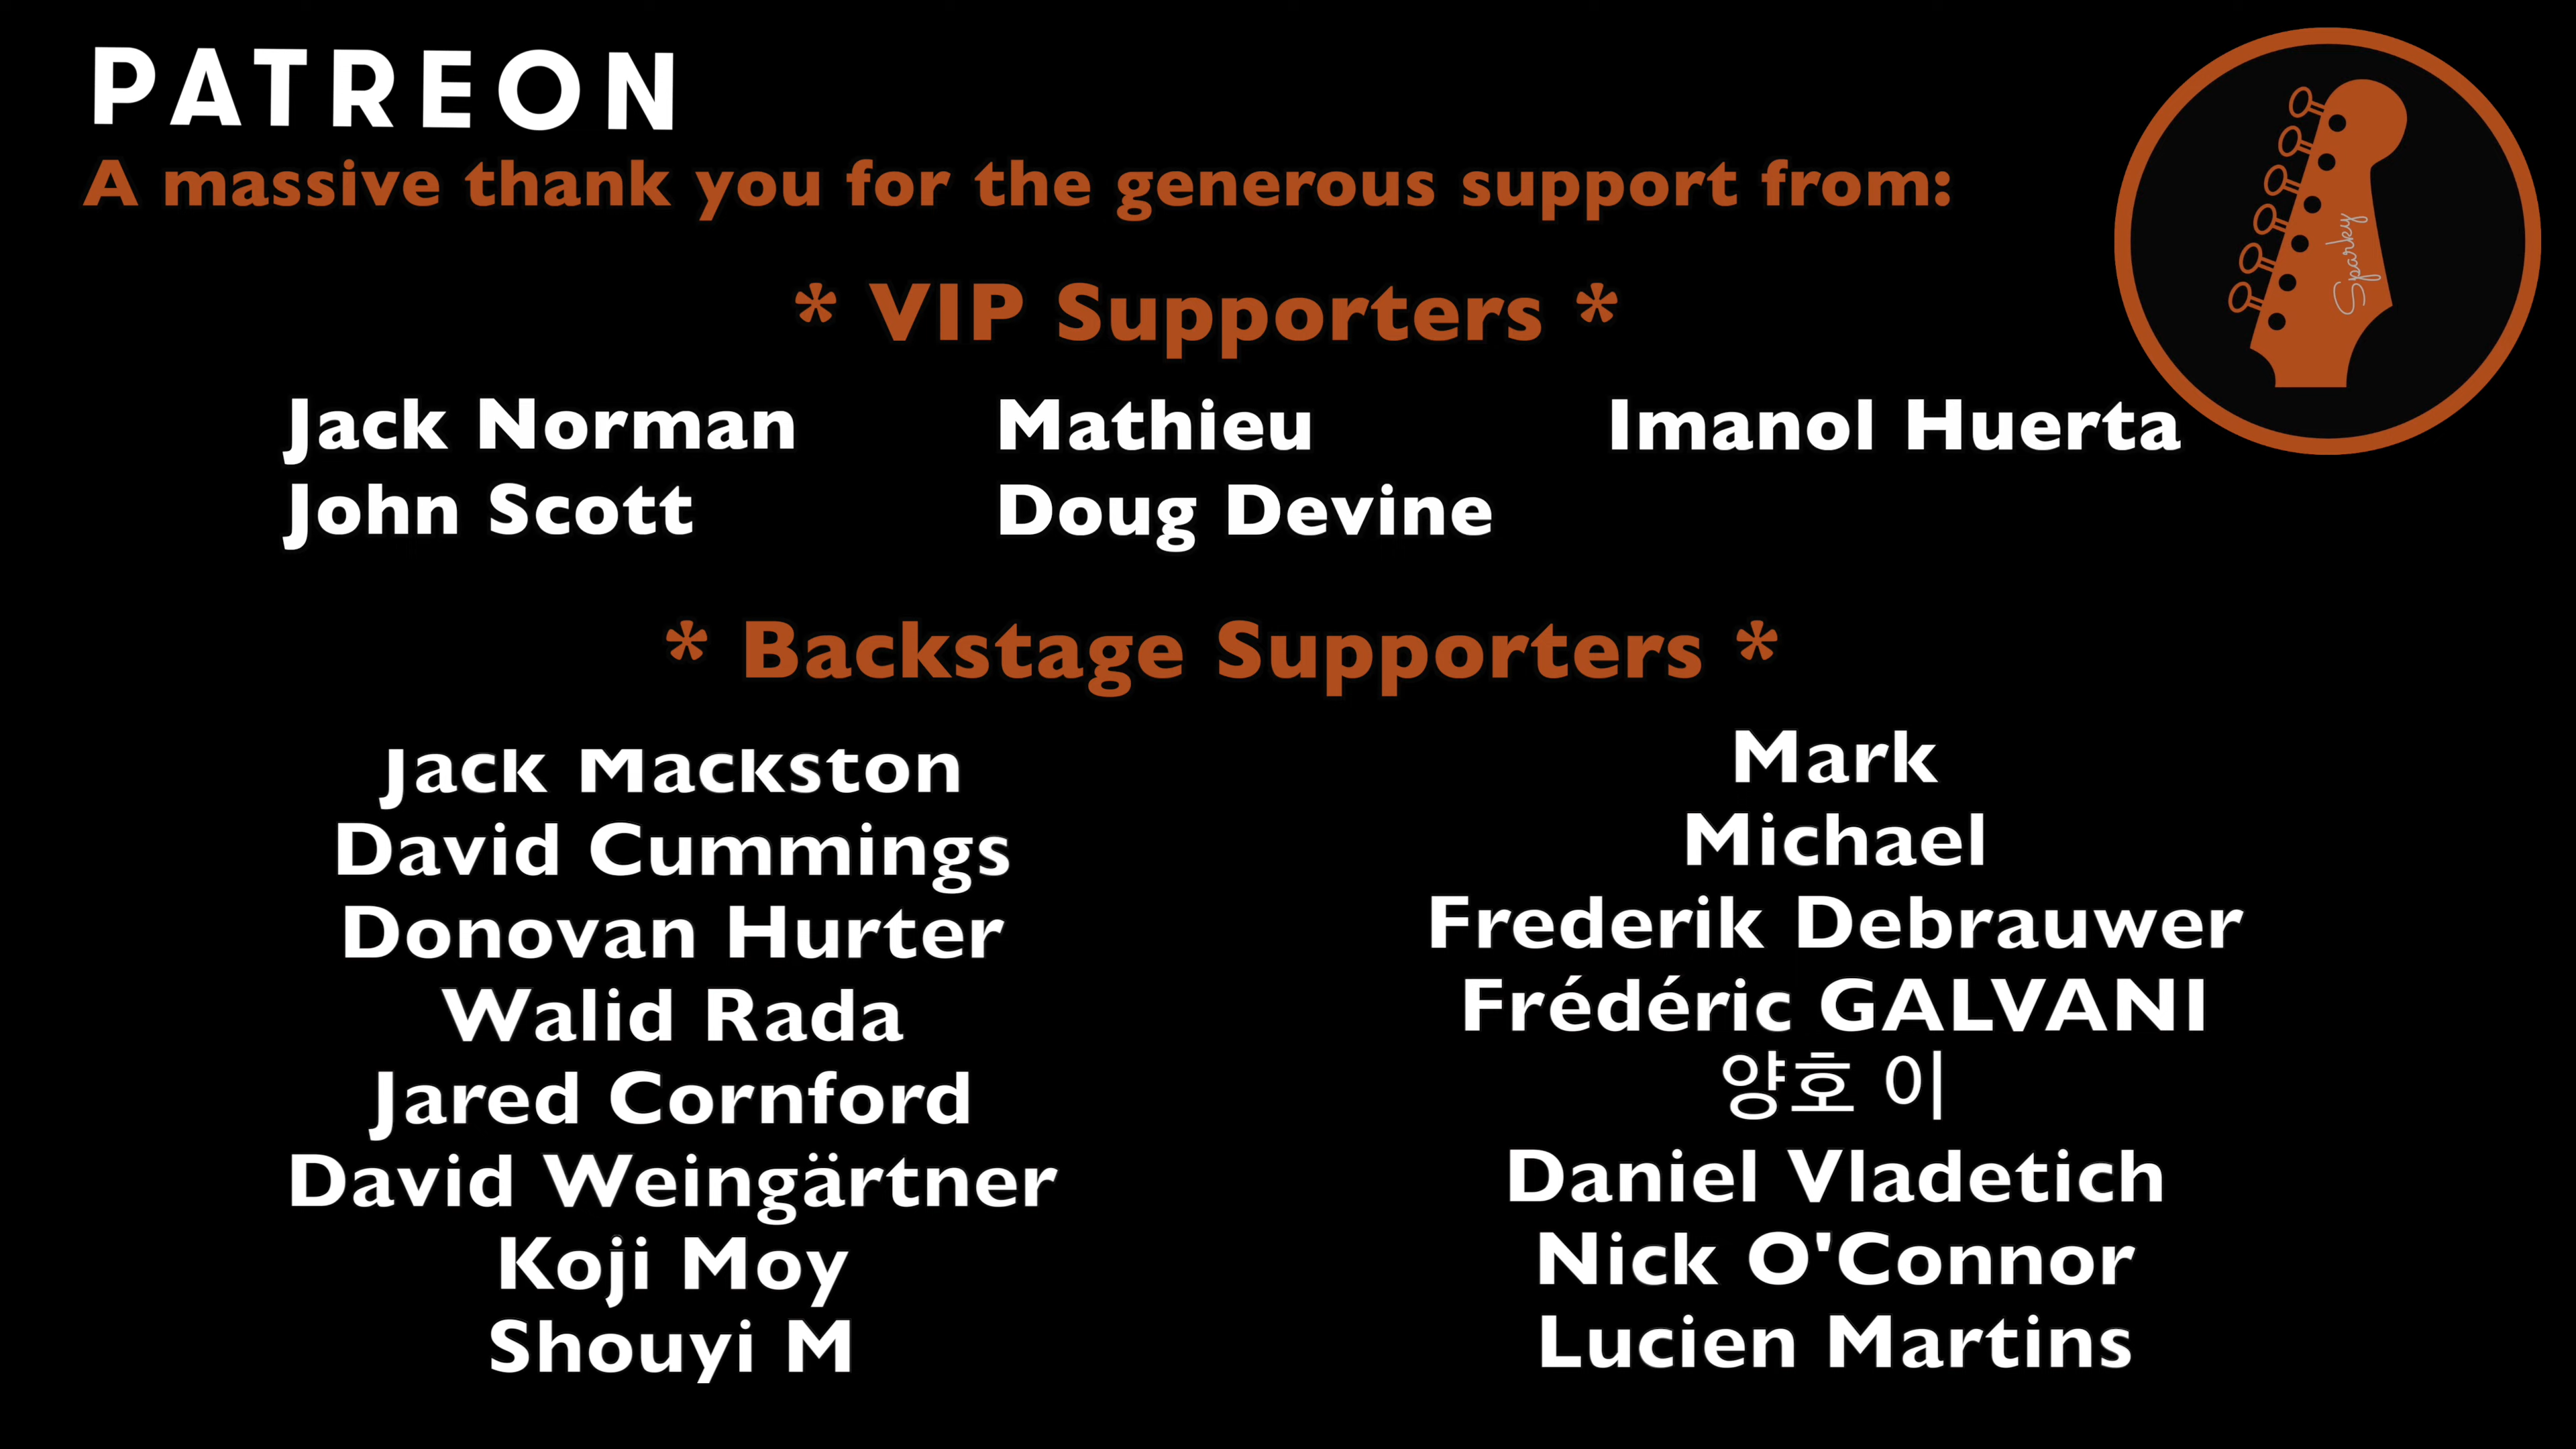 PATREON
A massive thank you for the generous support from:
Sparky
* VIP Supporters *
Jack Norman
Mathieu
Imanol Huerta
John Scott
Doug Devine
* Backstage Supporters *
Jack Mackston
David Cummings
Donovan Hurter
Walid Rada
Jared Cornford
David Weingärtner
Koji Moy
Shouyi M
Mark
Michael
Frederik Debrauwer
Frédéric GALVANI
양호 이
Daniel Vladetich
Nick O'Connor
Lucien Martins